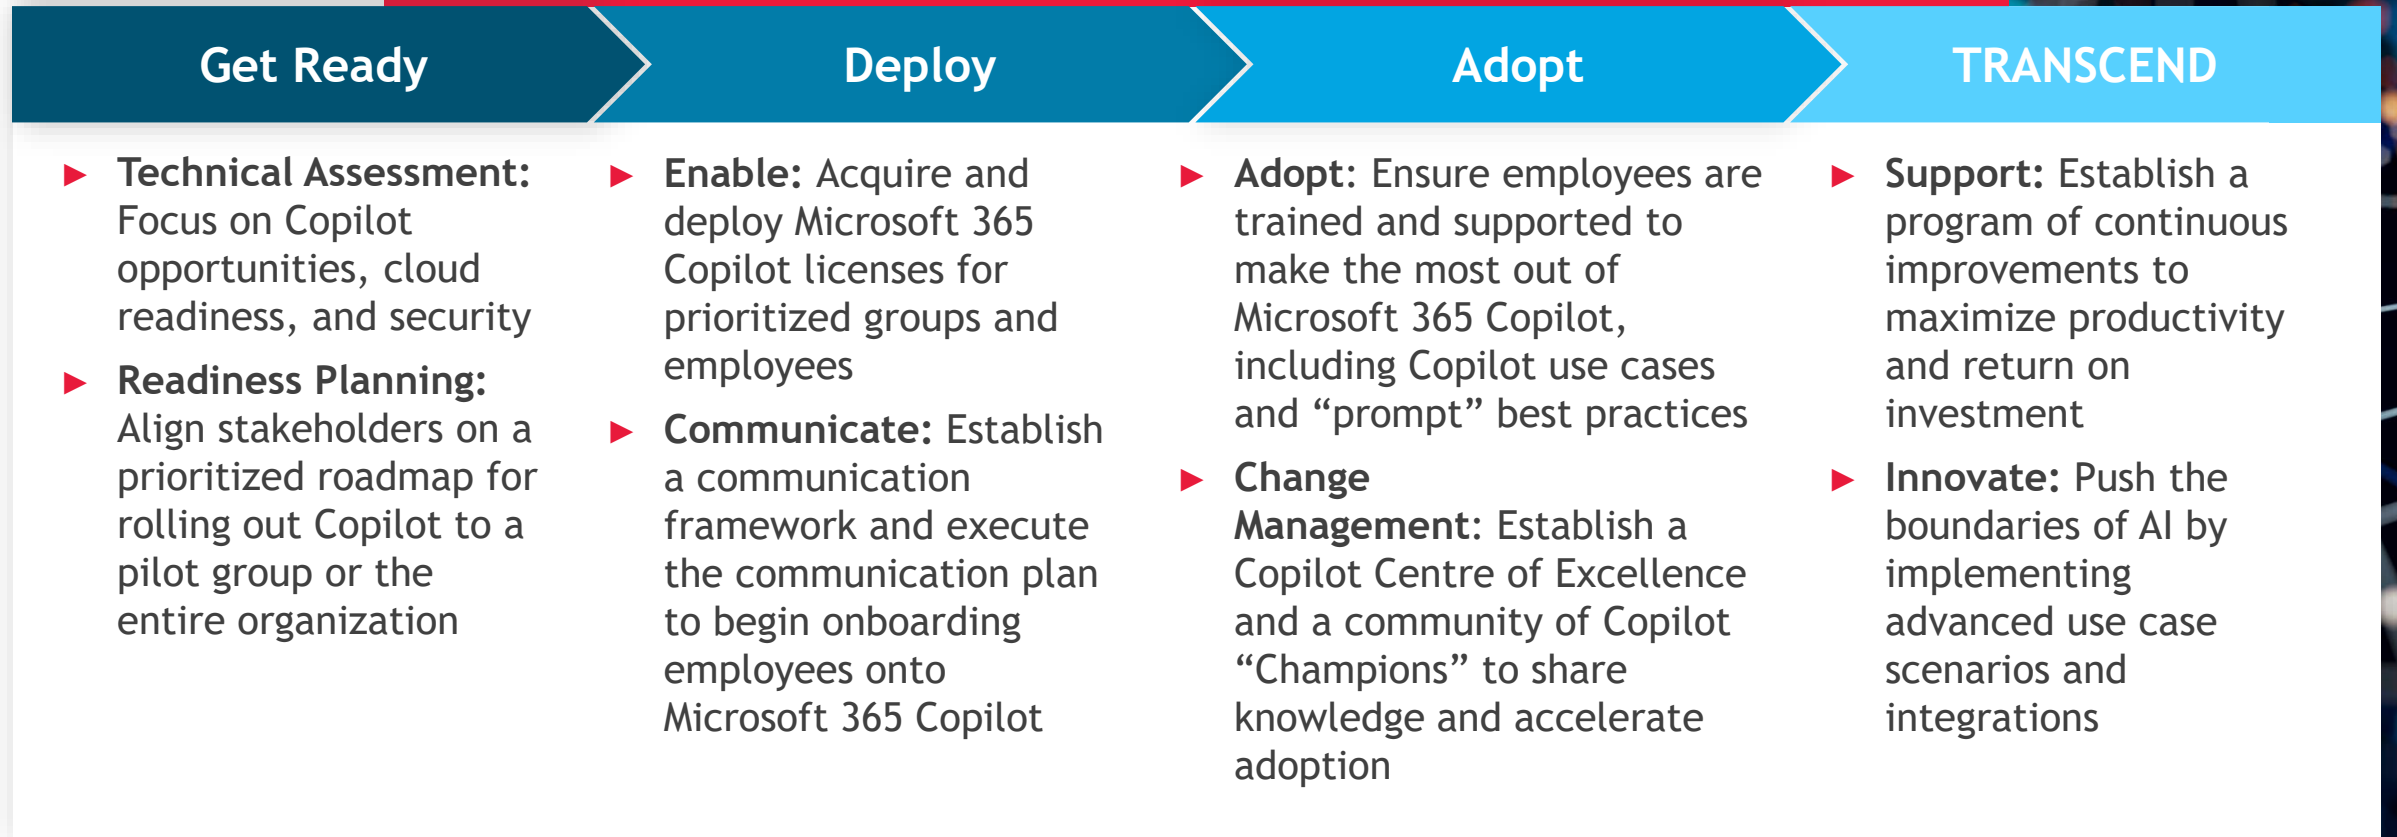 Get Ready
Deploy
Adopt
TRANSCEND
► Technical Assessment:
Focus on Copilot
opportunities, cloud
readiness, and security
► Readiness Planning:
Align stakeholders on a
prioritized roadmap for
rolling out Copilot to a
pilot group or the
entire organization
► Enable: Acquire and
deploy Microsoft 365
Copilot licenses for
prioritized groups and
employees
► Communicate: Establish
a communication
framework and execute
the communication plan
to begin onboarding
employees onto
Microsoft 365 Copilot
► Adopt: Ensure employees are
trained and supported to
make the most out of
Microsoft 365 Copilot,
including Copilot use cases
and “prompt” best practices
► Change
Management: Establish a
Copilot Centre of Excellence
and a community of Copilot
“Champions” to share
knowledge and accelerate
adoption
► Support: Establish a
program of continuous
improvements to
maximize productivity
and return on
investment
► Innovate: Push the
boundaries of AI by
implementing
advanced use case
scenarios and
integrations